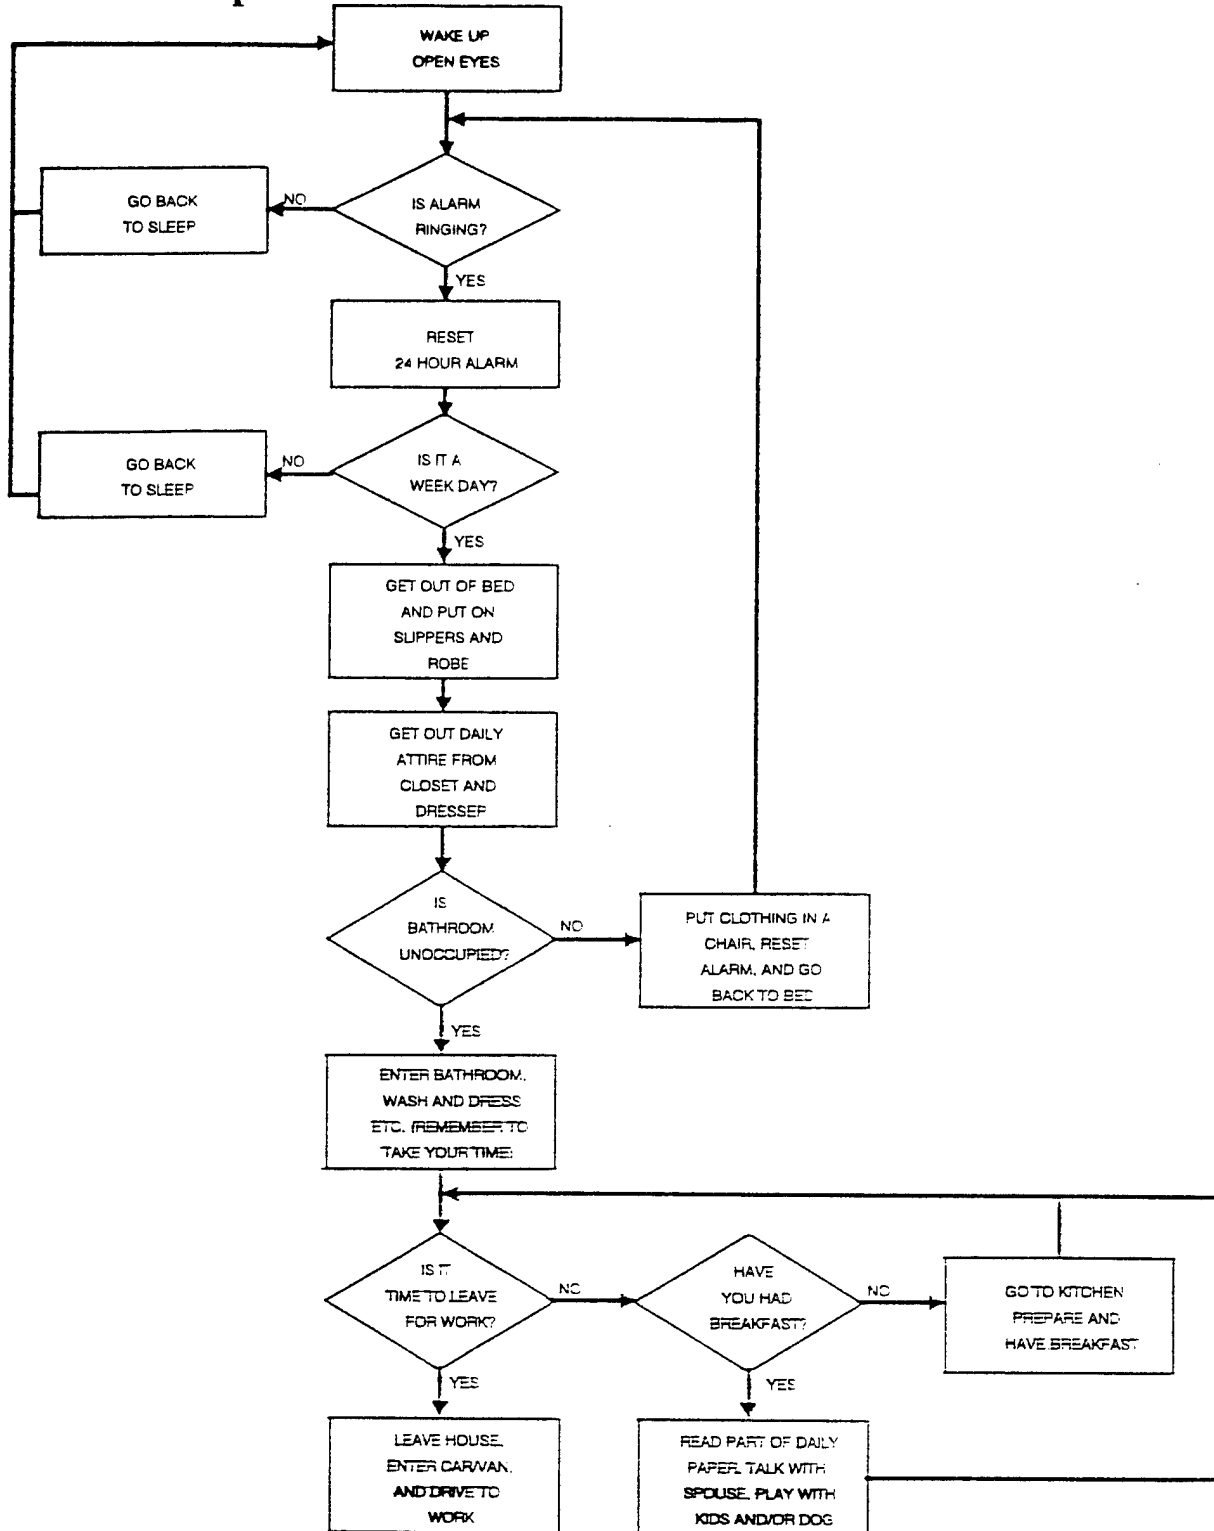 WAKE UP
OPEN EYES
GO BACK
TO SLEEP
NO
IS ALARM
RINGING?
YES
RESET
24 HOUR ALARM
GO BACK
TO SLEEP
NO
IS IT A
WEEK DAY?
YES
GET OUT OF BED
AND PUT ON
SLIPPERS AND
ROBE
GET OUT DAILY
ATTIRE FROM
CLOSET AND
DRESSER
IS
BATHROOM
UNOCCUPIED?
NO
PUT CLOTHING IN A
CHAIR, RESET
ALARM, AND GO
BACK TO BED
YES
ENTER BATHROOM,
WASH AND DRESS
ETC. (REMEMBER TO
TAKE YOUR TIME)
IS IT
TIME TO LEAVE
FOR WORK?
NO
HAVE
YOU HAD
BREAKFAST?
NO
GO TO KITCHEN
PREPARE AND
HAVE BREAKFAST
YES
YES
LEAVE HOUSE,
ENTER CAR/VAN,
AND DRIVE TO
WORK
READ PART OF DAILY
PAPER, TALK WITH
SPOUSE, PLAY WITH
KIDS AND/OR DOG